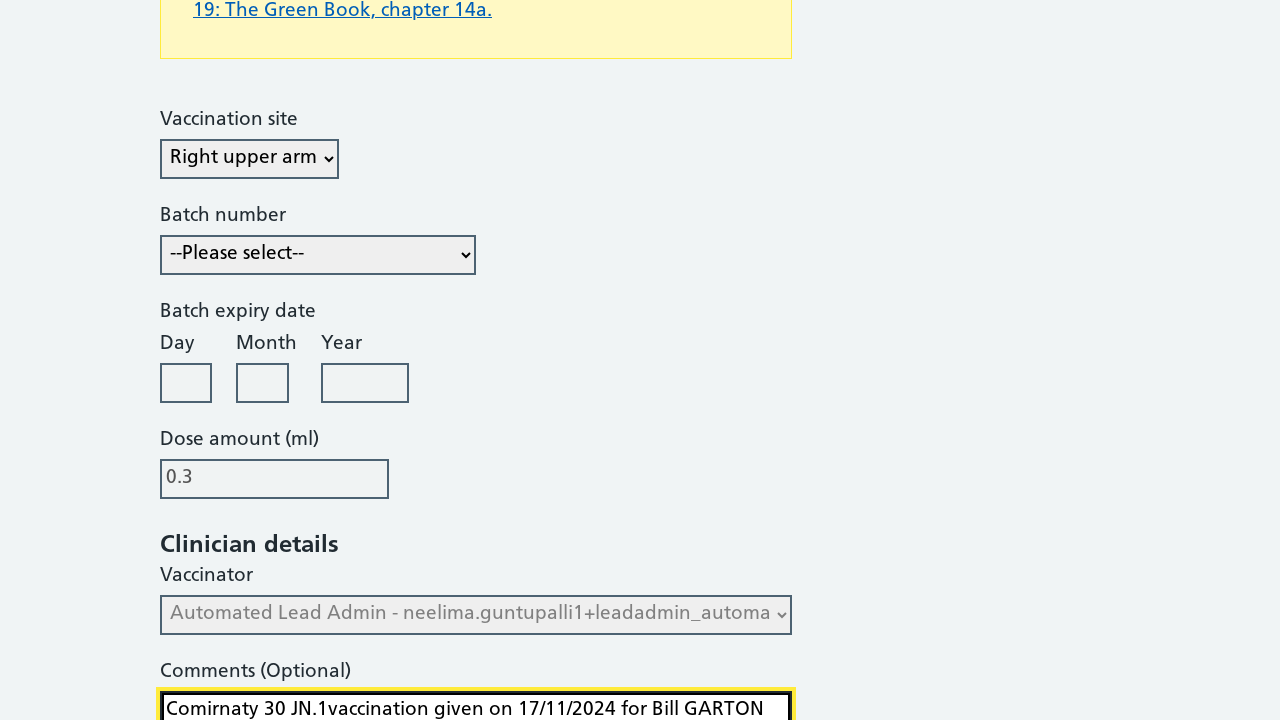 19: The Green Book, chapter 14a.
Vaccination site
Right upper arm
Batch number
--Please select--
Batch expiry date
Day Month Year
Dose amount (ml)
0.3
Clinician details
Vaccinator
Automated Lead Admin - neelima.guntupalli1+leadadmin_automa
Comments (Optional)
Comirnaty 30 JN.1vaccination given on 17/11/2024 for Bill GARTON